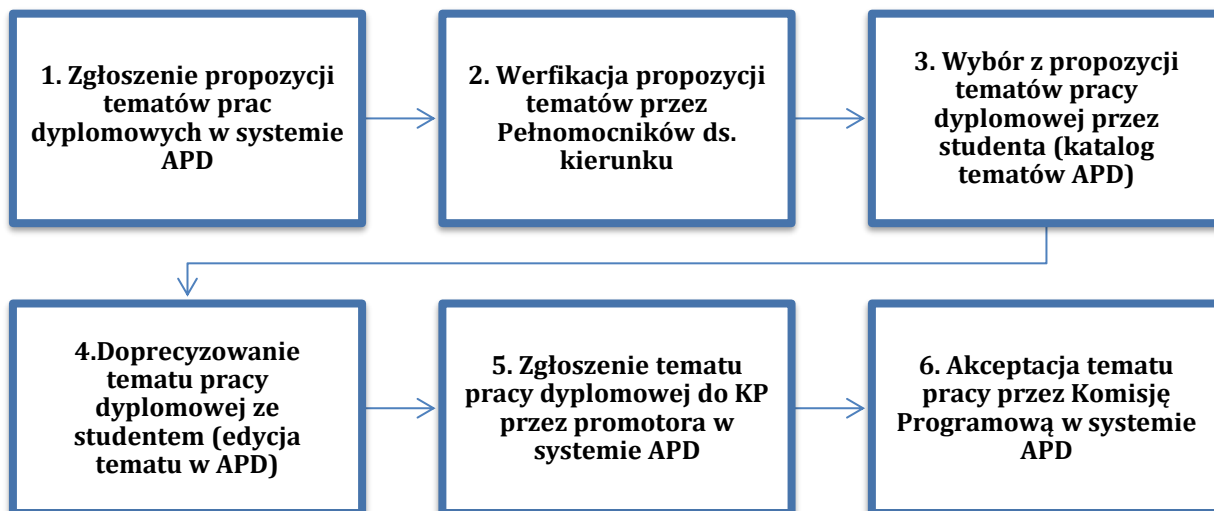 1. Zgłoszenie propozycji
tematów prac
dyplomowych w systemie
APD
2. Werfikacja propozycji
tematów przez
Pełnomocników ds.
kierunku
3. Wybór z propozycji
tematów pracy
dyplomowej przez
studenta (katalog
tematów APD)
4.Doprecyzowanie
tematu pracy
dyplomowej ze
studentem (edycja
tematu w APD)
5. Zgłoszenie tematu
pracy dyplomowej do KP
przez promotora w
systemie APD
6. Akceptacja tematu
pracy przez Komisję
Programową w systemie
APD